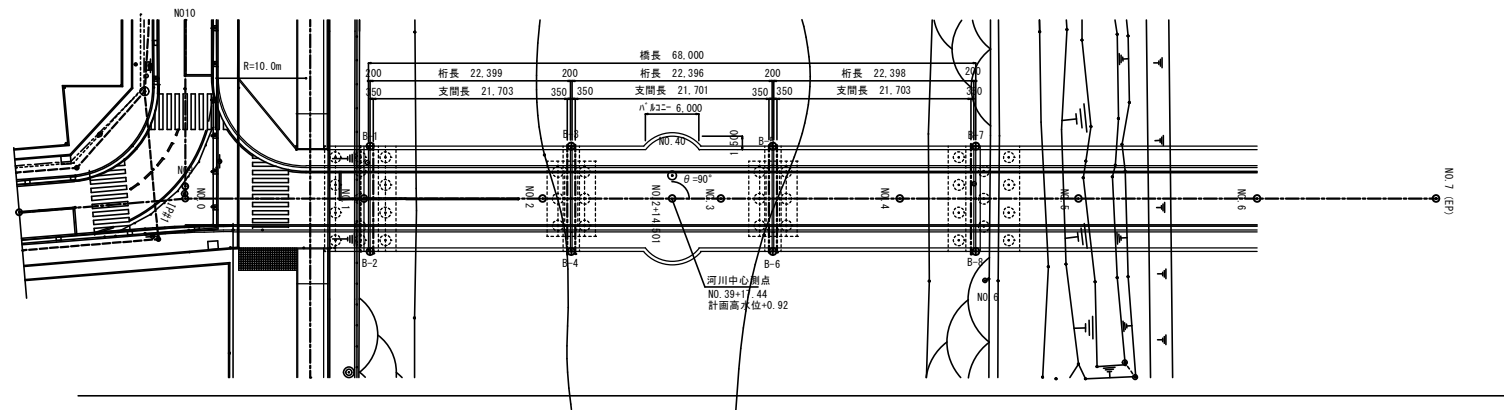 NO10
R=10.0m
橋長 68,000
200 桁長 22,399 200 桁長 22,396 200 桁長 22,398 200
350 支間長 21,703 350 350 支間長 21,701 350 350 支間長 21,703 350
バルコニー 6,000
1,500
B-1
B-3
B-7
NO.40
θ=90°
NO.0
IP#1
NO.1
NO.2
NO.2+14.501
NO.3
NO.4
NO.5
NO.6
NO.7 (EP)
B-2
B-4
B-6
B-8
河川中心測点
NO.39+17.44
計画高水位+0.92
NO.6